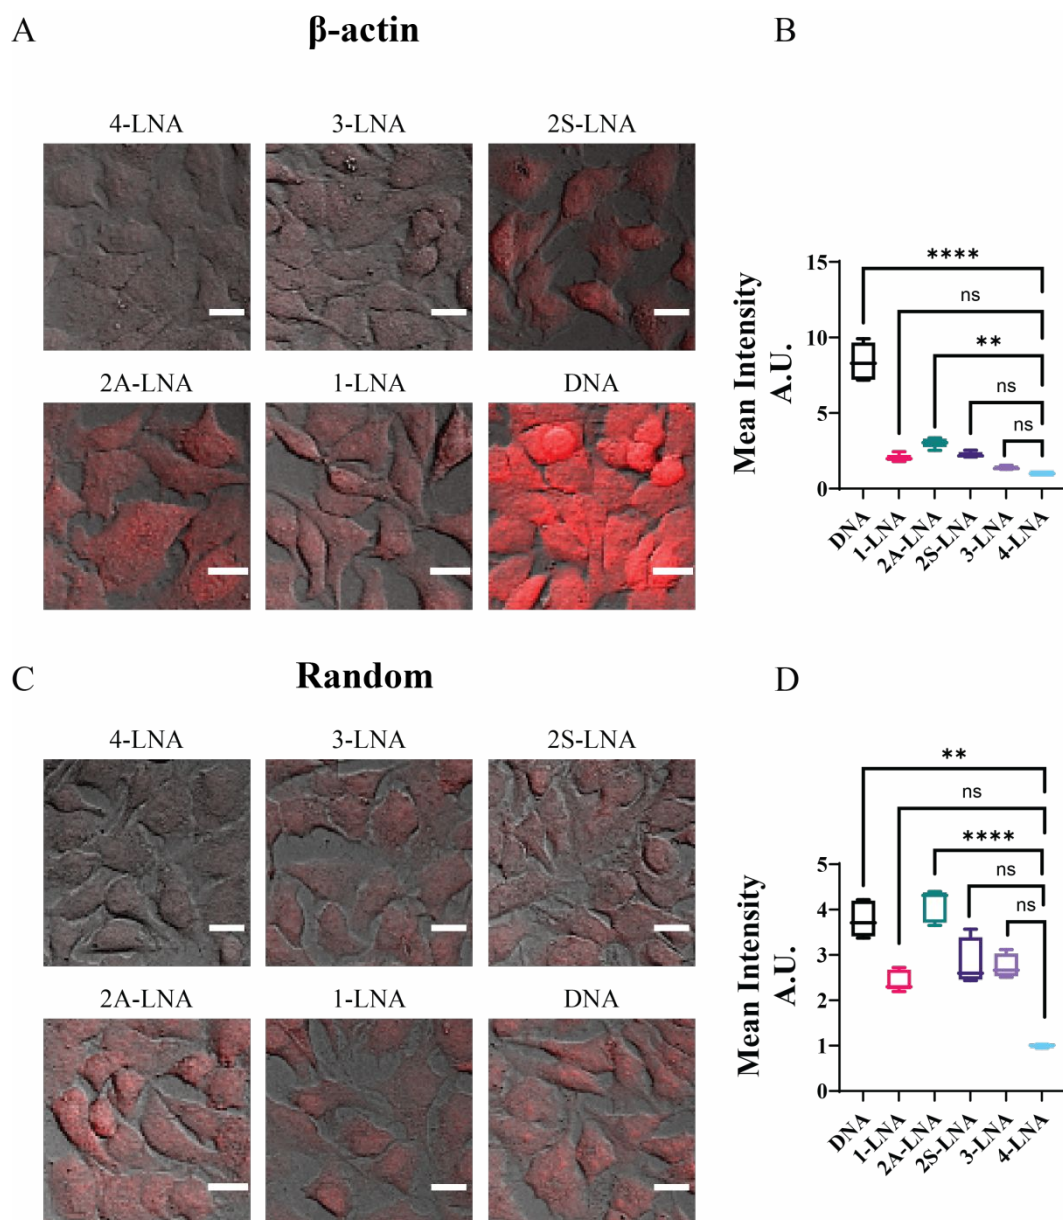 A
β-actin
4-LNA 3-LNA 2S-LNA
2A-LNA 1-LNA DNA
B
****
ns
**
ns
ns
15
10
5
0
Mean Intensity
A.U.
DNA
1-LNA
2A-LNA
2S-LNA
3-LNA
4-LNA
C
Random
4-LNA 3-LNA 2S-LNA
2A-LNA 1-LNA DNA
D
**
ns
****
ns
ns
5
4
3
2
1
0
Mean Intensity
A.U.
DNA
1-LNA
2A-LNA
2S-LNA
3-LNA
4-LNA